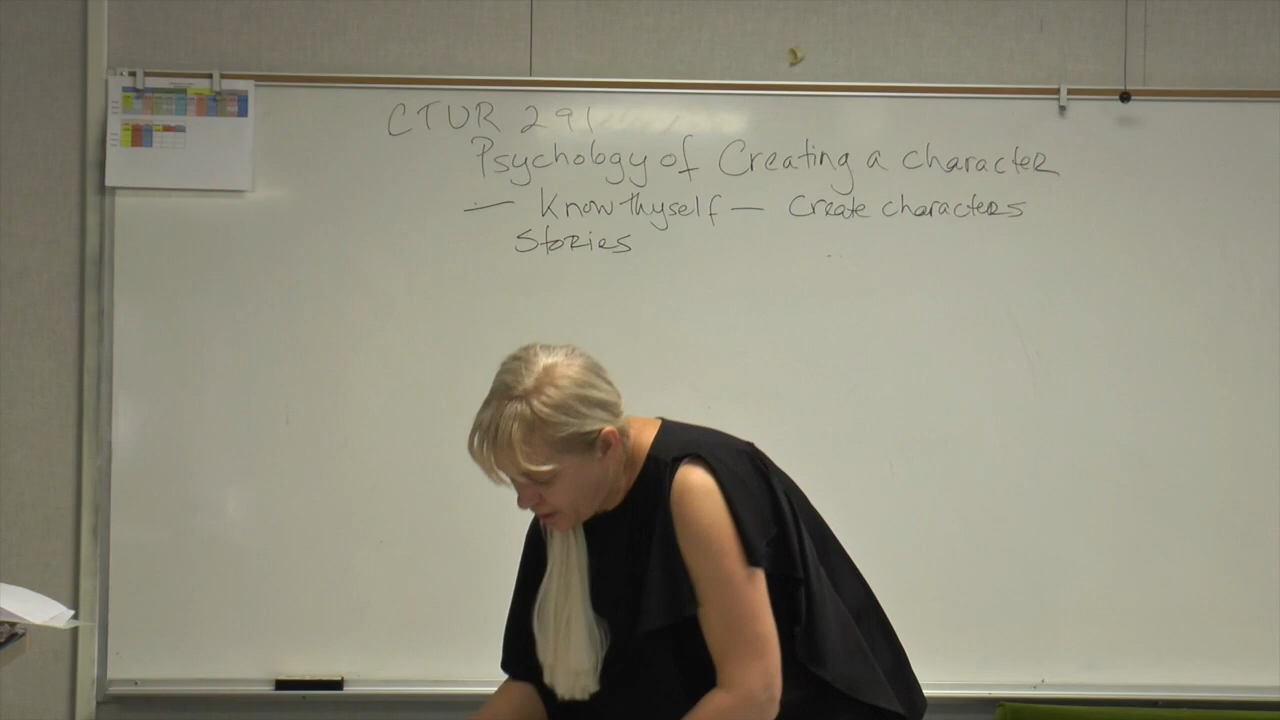 CTUR 291
Psychology of Creating a character
— Know thyself — Create characters
Stories